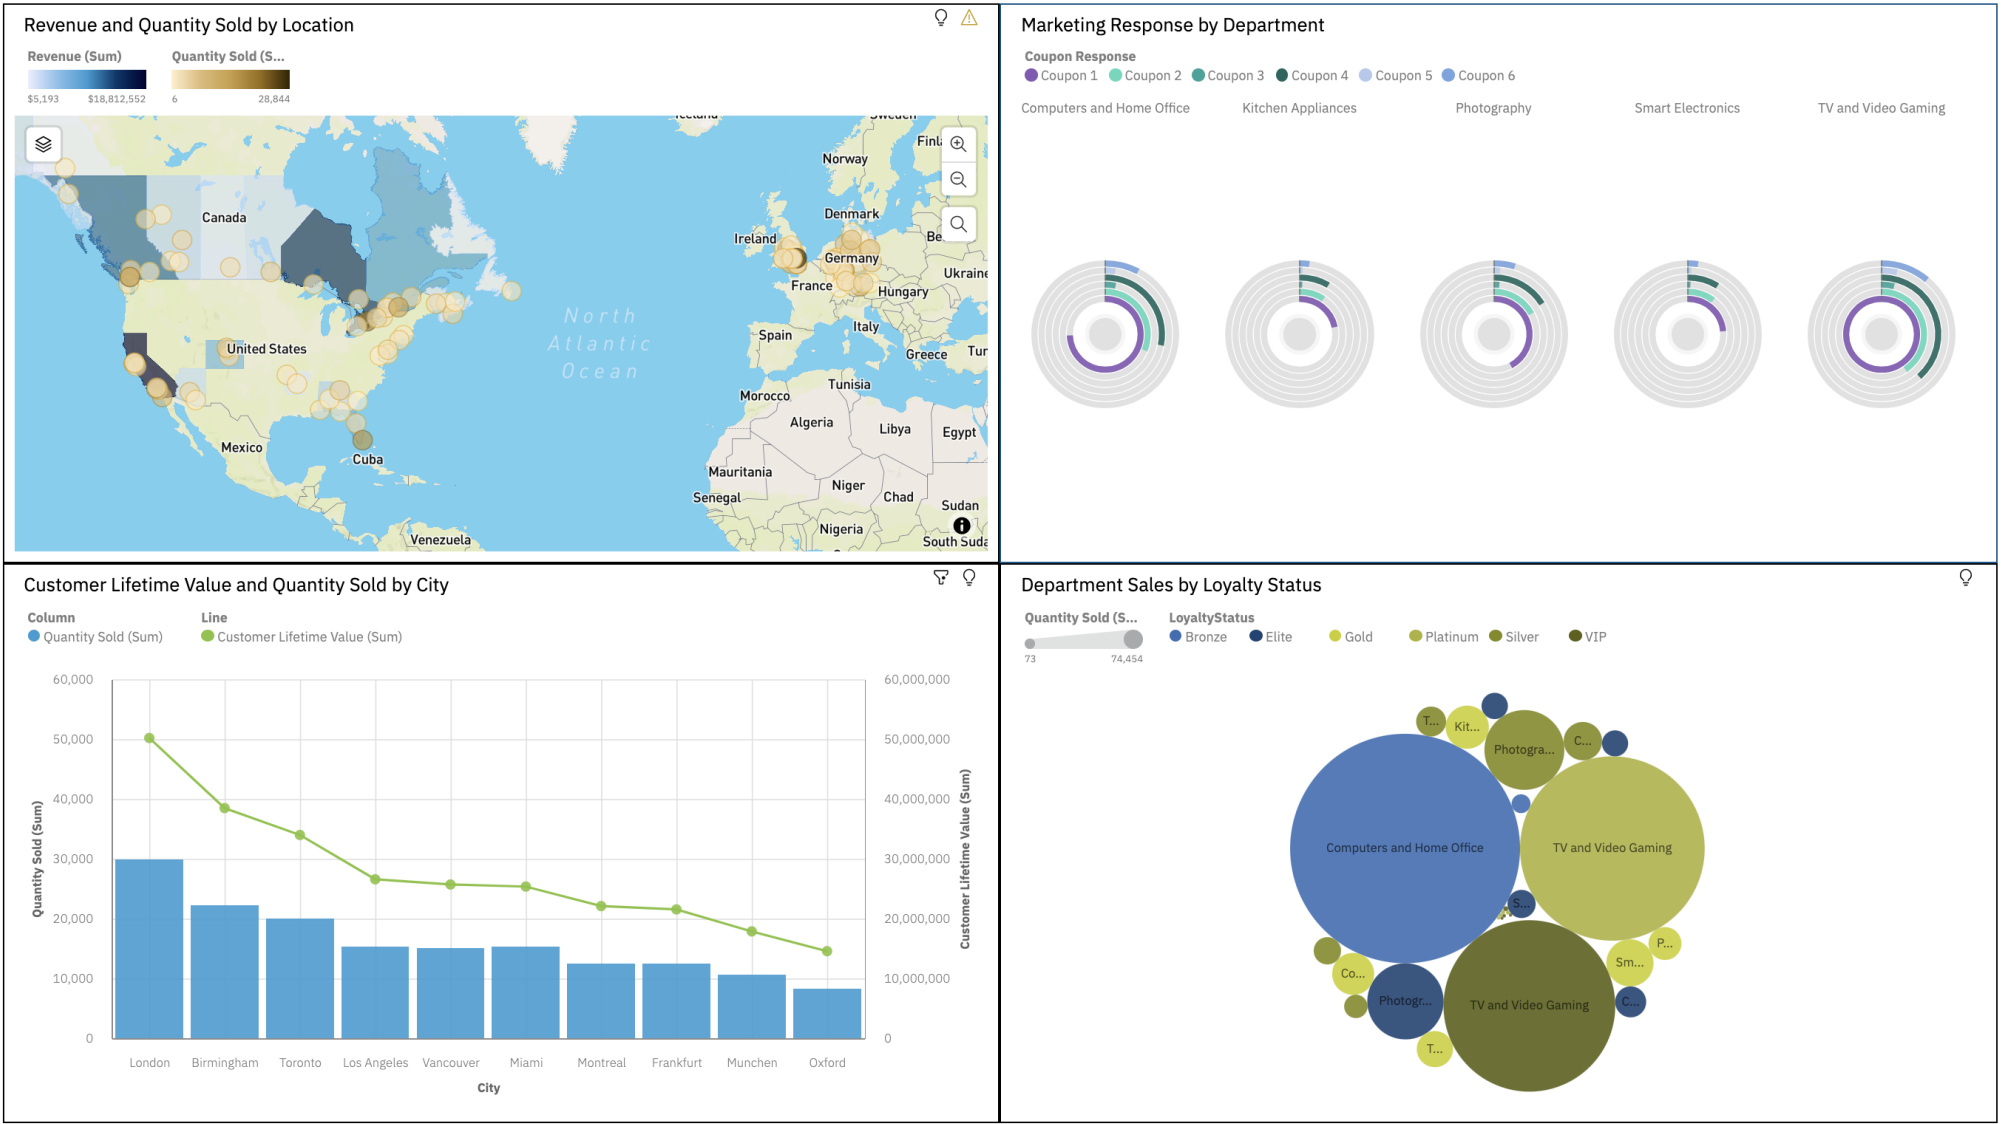 Revenue and Quantity Sold by Location
Revenue (Sum)
Quantity Sold (S...
$5,193
$18,812,552
6
28,844
Iceland
Sweden
Norway
Denmark
Ireland
Germany
Ukraine
France
Hungary
Italy
Spain
Greece
Tunisia
Morocco
Algeria
Libya
Egypt
Mauritania
Niger
Chad
Sudan
Senegal
Nigeria
South Suda
Canada
United States
Mexico
Cuba
Venezuela
North
Atlantic
Ocean
Finl
Be
Tur
Marketing Response by Department
Coupon Response
Coupon 1
Coupon 2
Coupon 3
Coupon 4
Coupon 5
Coupon 6
Computers and Home Office
Kitchen Appliances
Photography
Smart Electronics
TV and Video Gaming
Customer Lifetime Value and Quantity Sold by City
Column
Line
Quantity Sold (Sum)
Customer Lifetime Value (Sum)
60,000
50,000
40,000
30,000
20,000
10,000
0
Quantity Sold (Sum)
60,000,000
50,000,000
40,000,000
30,000,000
20,000,000
10,000,000
0
Customer Lifetime Value (Sum)
London
Birmingham
Toronto
Los Angeles
Vancouver
Miami
Montreal
Frankfurt
Munchen
Oxford
City
Department Sales by Loyalty Status
Quantity Sold (S...
73
74,454
LoyaltyStatus
Bronze
Elite
Gold
Platinum
Silver
VIP
T...
Kit...
Photogra...
C...
Computers and Home Office
TV and Video Gaming
S...
P...
Sm...
Co...
Photogr...
TV and Video Gaming
C...
T...